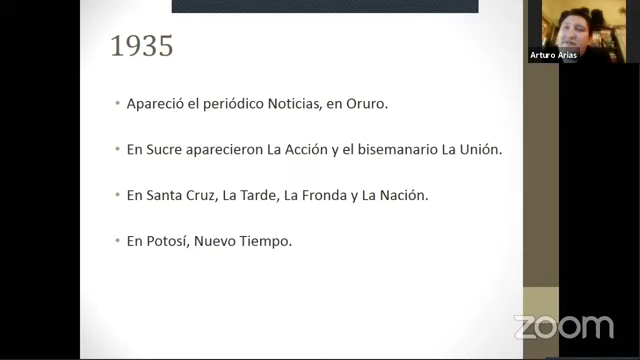 1935
Arturo Arias
• Apareció el periódico Noticias, en Oruro.
• En Sucre aparecieron La Acción y el bisemanario La Unión.
• En Santa Cruz, La Tarde, La Fronda y La Nación.
• En Potosí, Nuevo Tiempo.
zoom